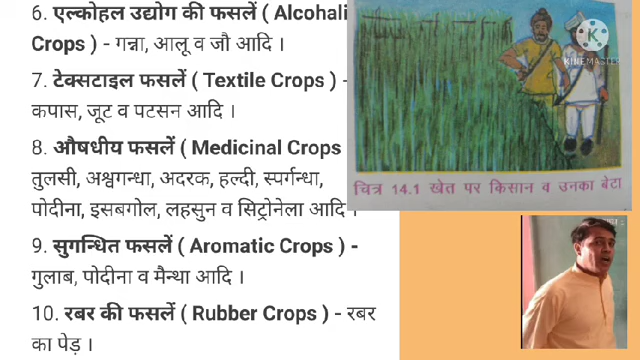 6. एल्कोहल उद्योग की फसलें ( Alcohali
Crops ) - गन्ना, आलू व जौ आदि ।
7. टेक्सटाइल फसलें ( Textile Crops ) -
कपास, जूट व पटसन आदि ।
8. औषधीय फसलें ( Medicinal Crops
तुलसी, अश्वगन्धा, अदरक, हल्दी, स्पर्गन्धा,
पोदीना, इसबगोल, लहसुन व सिट्रोनेला आदि ।
9. सुगन्धित फसलें ( Aromatic Crops ) -
गुलाब, पोदीना व मैन्था आदि ।
10. रबर की फसलें ( Rubber Crops ) - रबर
का पेड़ ।
KINEMASTER
चित्र 14.1 खेत पर किसान व उनका बेटा